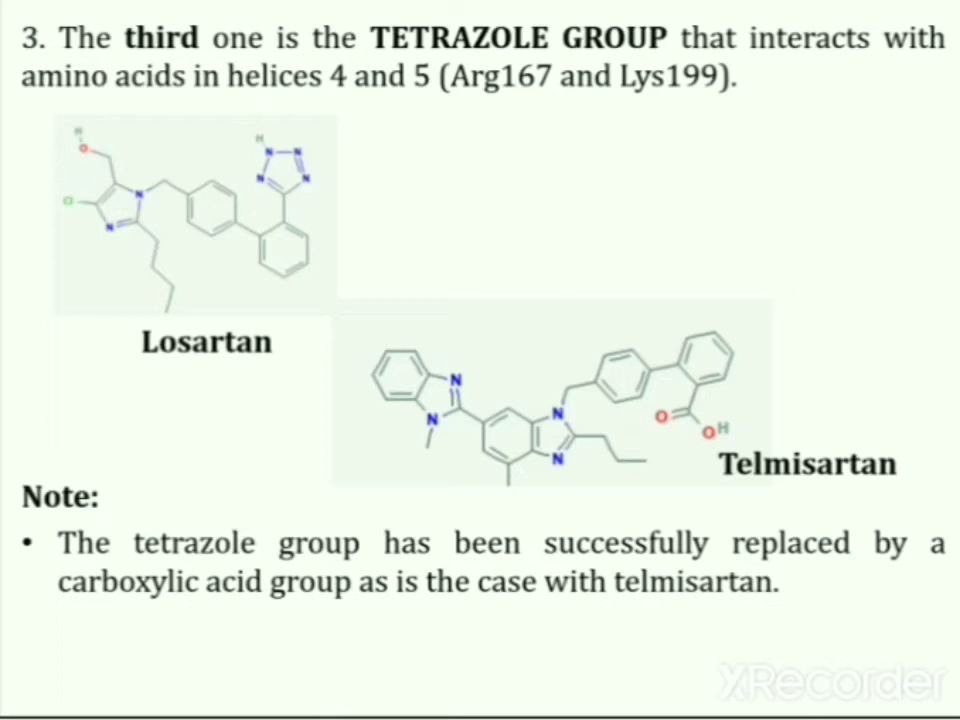 3. The third one is the TETRAZOLE GROUP that interacts with
amino acids in helices 4 and 5 (Arg167 and Lys199).
H
O
H
N
N
N
N
Cl
N
N
Losartan
N
N
N
N
O
OH
Telmisartan
Note:
• The tetrazole group has been successfully replaced by a
carboxylic acid group as is the case with telmisartan.
XRecorder